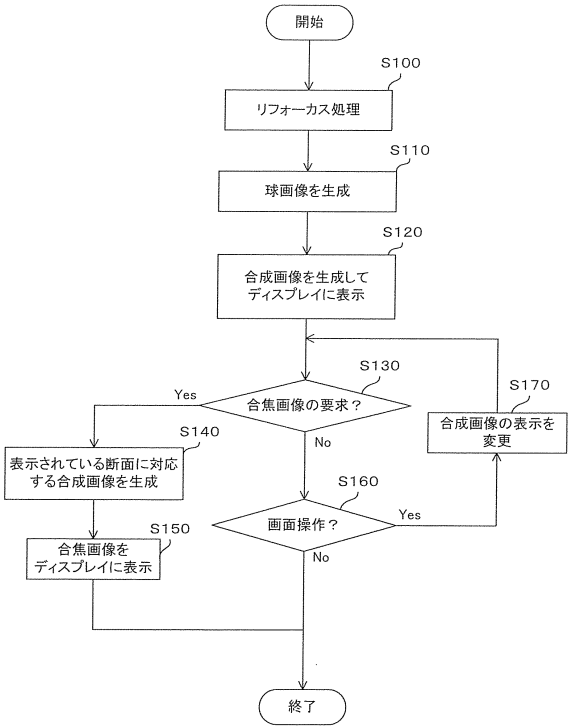 開始
S100
リフォーカス処理
S110
球画像を生成
S120
合成画像を生成して
ディスプレイに表示
S130
合焦画像の要求？
Yes
No
S140
表示されている断面に対応
する合成画像を生成
S150
合焦画像を
ディスプレイに表示
S160
画面操作？
Yes
No
S170
合成画像の表示を
変更
終了